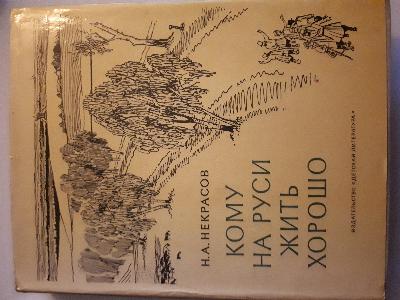 Н.А.НЕКРАСОВ
КОМУ
НА РУСИ
ЖИТЬ
ХОРОШО
ИЗДАТЕЛЬСТВО «ДЕТСКАЯ ЛИТЕРАТУРА»